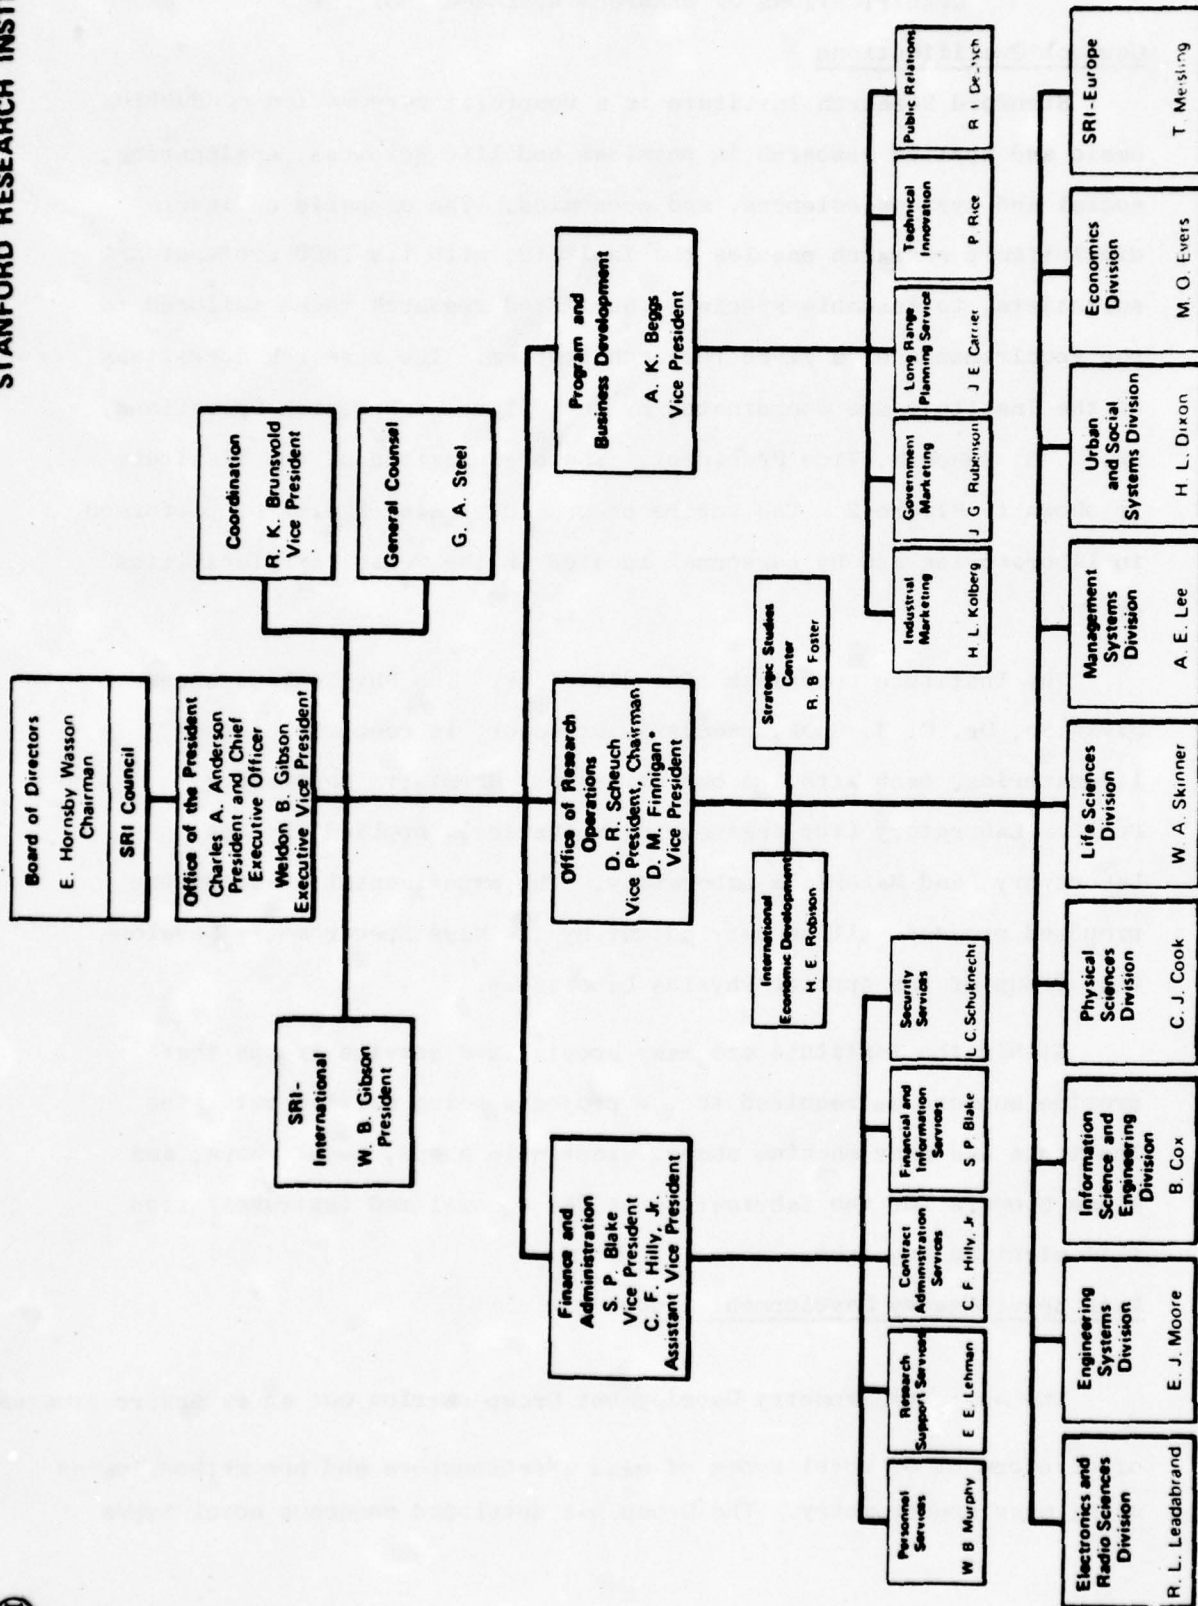 STANFORD RESEARCH
Board of Directors
E. Hornsby Wasson
Chairman
SRI Council
Office of the President
Charles A. Anderson
President and Chief
Executive Officer
Weldon B. Gibson
Executive Vice President
SRI-
International
W. B. Gibson
President
Coordination
R. K. Brunsvold
Vice President
General Counsel
G. A. Steel
Finance and
Administration
S. P. Blake
Vice President
C. F. Hilly, Jr.
Assistant Vice President
Office of Research
Operations
D. R. Scheuch
Vice President, Chairman
D. M. Finnigan*
Vice President
Program and
Business Development
A. K. Beggs
Vice President
International
Economic Development
H. E. Robison
Strategic Studies
Center
R. B. Foster
Personnel
Services
W B Murphy
Research
Support Services
E E Lehman
Contract
Administration
Services
C F Hilly, Jr
Financial and
Information
Services
S. P. Blake
Security
Services
L C. Schuknecht
Industrial
Marketing
H L. Kolberg
Government
Marketing
J G Rubenson
Long Range
Planning Service
J E Carrier
Technical
Innovation
P. Rice
Public Relations
R I Deutsch
Electronics and
Radio Sciences
Division
R. L. Leadabrand
Engineering
Systems
Division
E. J. Moore
Information
Science and
Engineering
Division
B. Cox
Physical
Sciences
Division
C. J. Cook
Life Sciences
Division
W. A. Skinner
Management
Systems
Division
A. E. Lee
Urban
and Social
Systems Division
H. L. Dixon
Economics
Division
M. O. Evers
SRI-Europe
T. Meisling